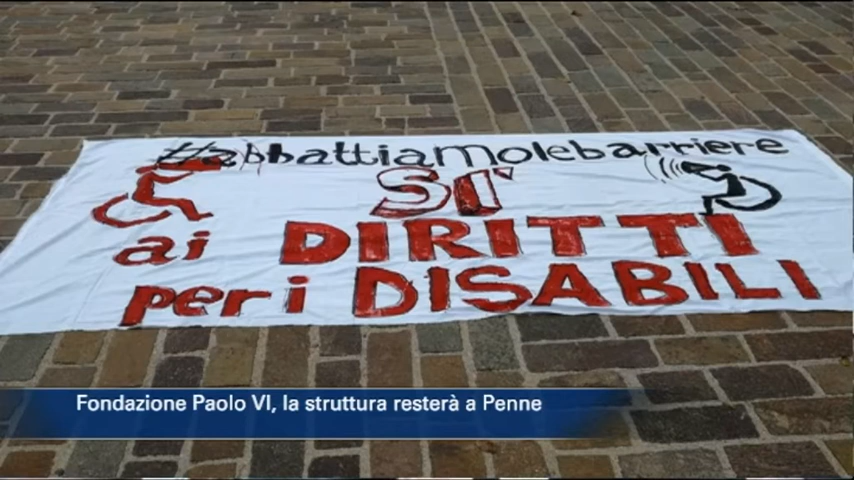 #abbattiamolebarriere
SI'
ai DIRITTI
per i DISABILI
Fondazione Paolo VI, la struttura resterà a Penne